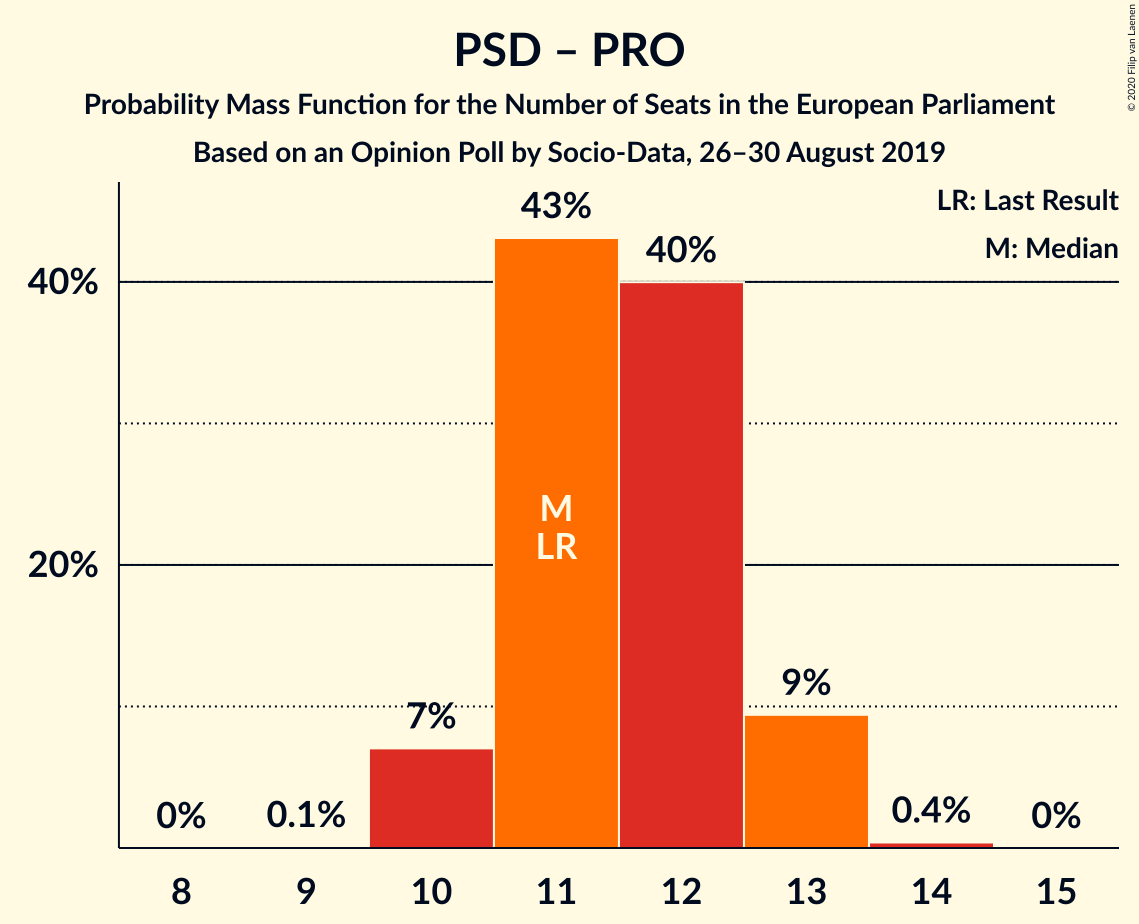 PSD – PRO
Probability Mass Function for the Number of Seats in the European Parliament
Based on an Opinion Poll by Socio-Data, 26–30 August 2019
© 2020 Filip van Laenen
LR: Last Result
M: Median
43%
40%
40%
M
LR
20%
9%
7%
0%
0.1%
0.4%
0%
8
9
10
11
12
13
14
15